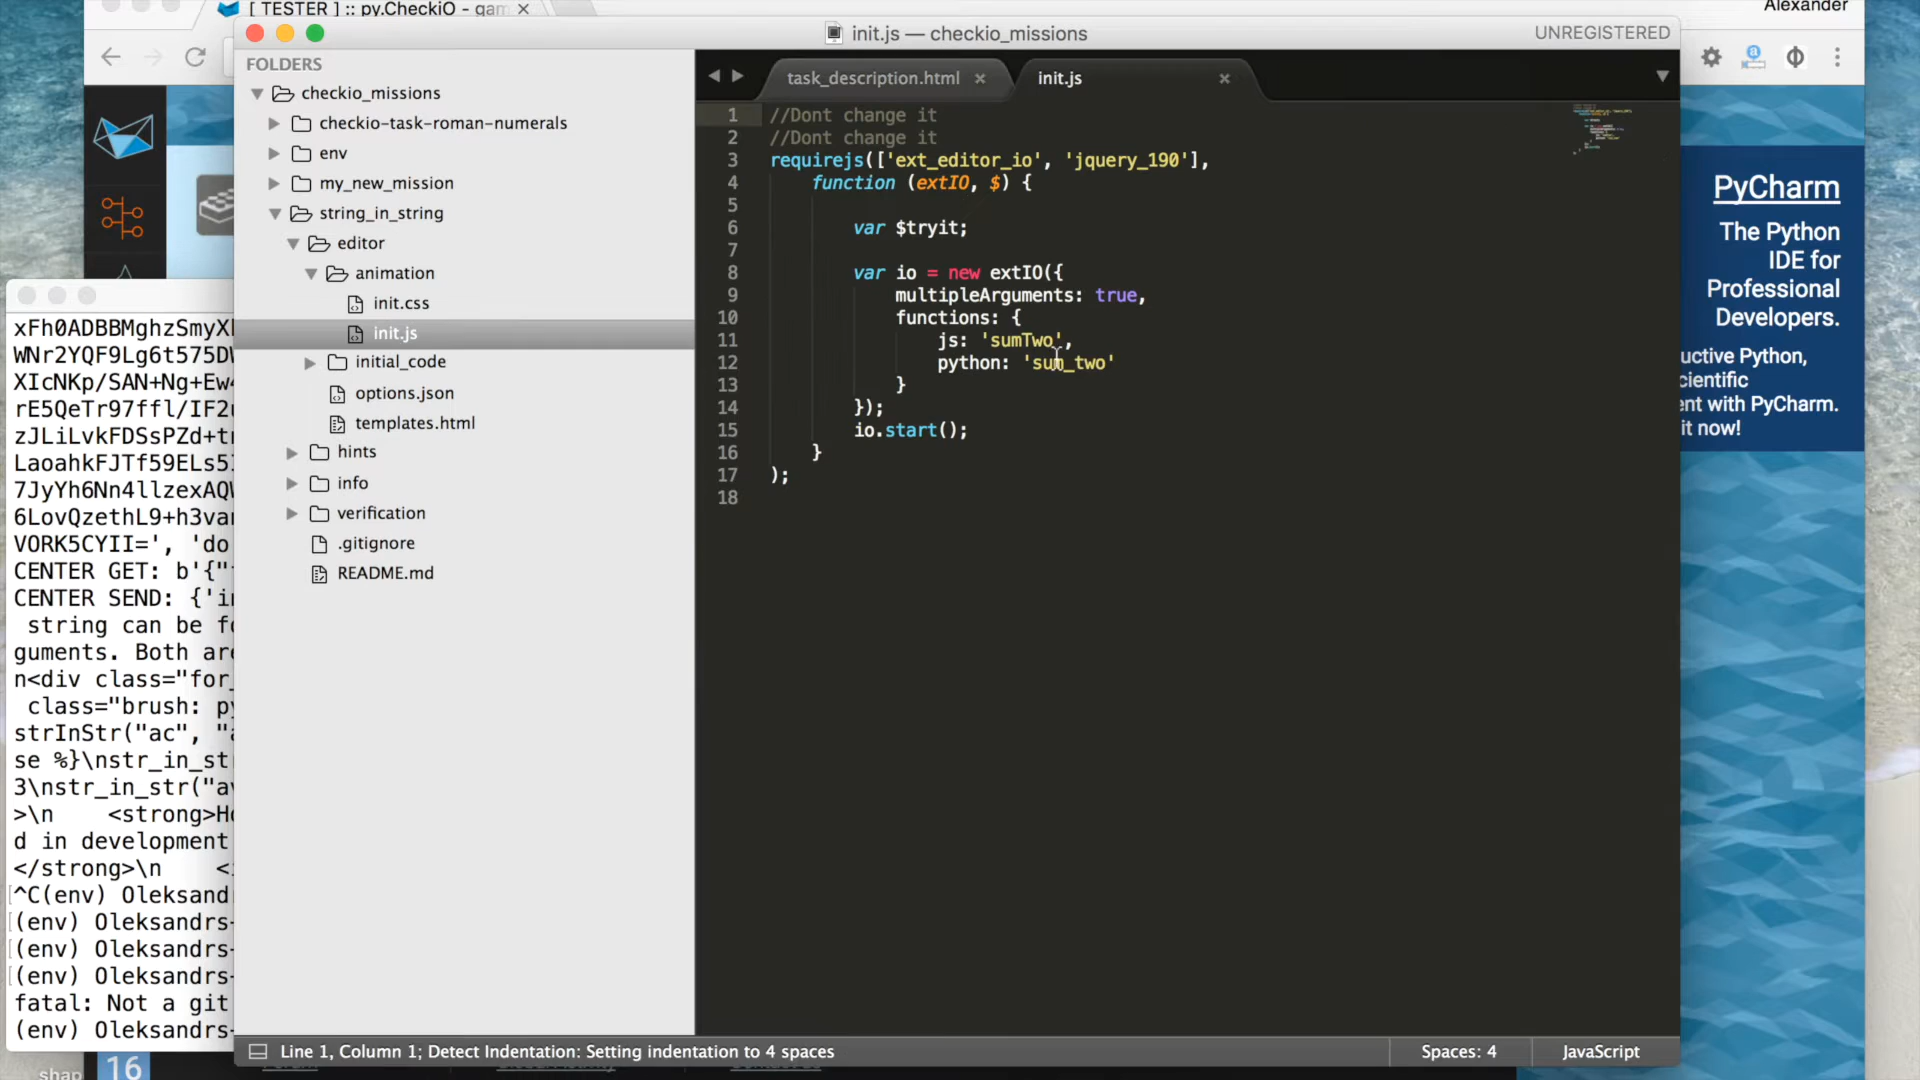 [ TESTER ] :: py.CheckiO - gam
Alexander
init.js — checkio_missions
UNREGISTERED
FOLDERS
checkio_missions
checkio-task-roman-numerals
env
my_new_mission
string_in_string
editor
animation
init.css
init.js
initial_code
options.json
templates.html
hints
info
verification
.gitignore
README.md
task_description.html
init.js
1 //Dont change it
2 //Dont change it
3 requirejs(['ext_editor_io', 'jquery_190'],
4 function (extIO, $) {
5
6 var $tryit;
7
8 var io = new extIO({
9 multipleArguments: true,
10 functions: {
11 js: 'sumTwo',
12 python: 'sum_two'
13 }
14 });
15 io.start();
16 }
17 );
18
PyCharm
The Python
IDE for
Professional
Developers.
uctive Python,
cientific
ent with PyCharm.
it now!
WNr2YQF9Lg6t575D
XIcNKp/SAN+Ng+Ew
rE5QeTr97ffl/IF2
zJLiLvkFDSsPZd+t
LaoahkFJTf59ELs5
7JyYh6Nn4llzexAQ
6LovQzethL9+h3va
VORK5CYII=', 'do
CENTER GET: b'{"
CENTER SEND: {'i
string can be f
guments. Both are
n<div class="for_
class="brush: p
strInStr("ac", "
se %}\nstr_in_st
3\nstr_in_str("a
>\n <strong>H
d in development
</strong>\n <
^C(env) Oleksand
(env) Oleksandrs-
(env) Oleksandrs-
(env) Oleksandrs-
fatal: Not a git
(env) Oleksandrs-
shap
16
Line 1, Column 1; Detect Indentation: Setting indentation to 4 spaces
Spaces: 4
JavaScript